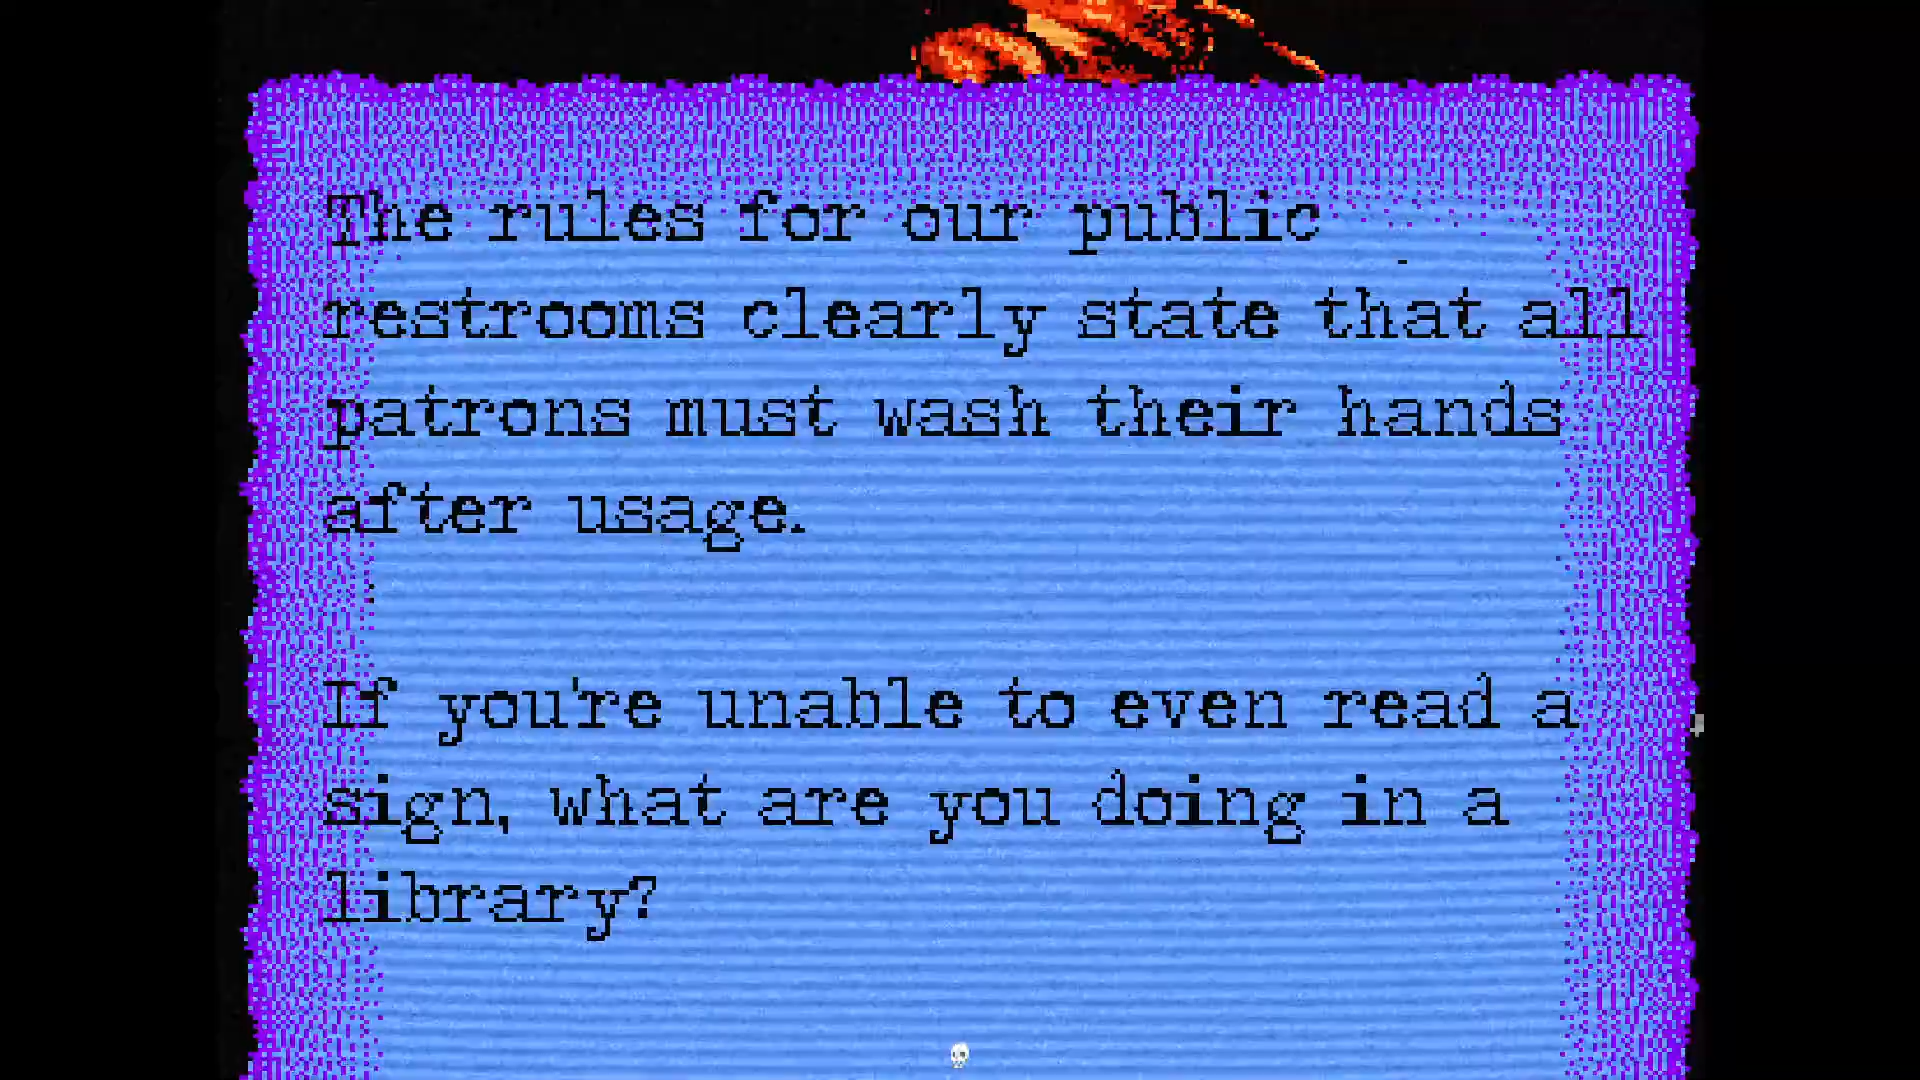 The rules for our public
restrooms clearly state that all
patrons must wash their hands
after usage.
If you're unable to even read a
sign, what are you doing in a
library?